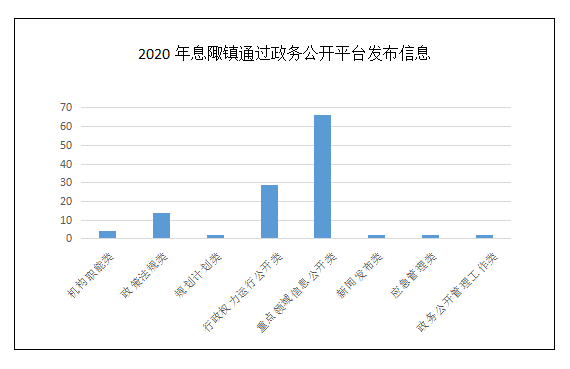 2020 年息陬镇通过政务公开平台发布信息
70
60
50
40
30
20
10
0
机构职能类
政策法规类
规划计划类
行政权力运行公开类
重点领域信息公开类
新闻发布类
应急管理类
政务公开管理工作类